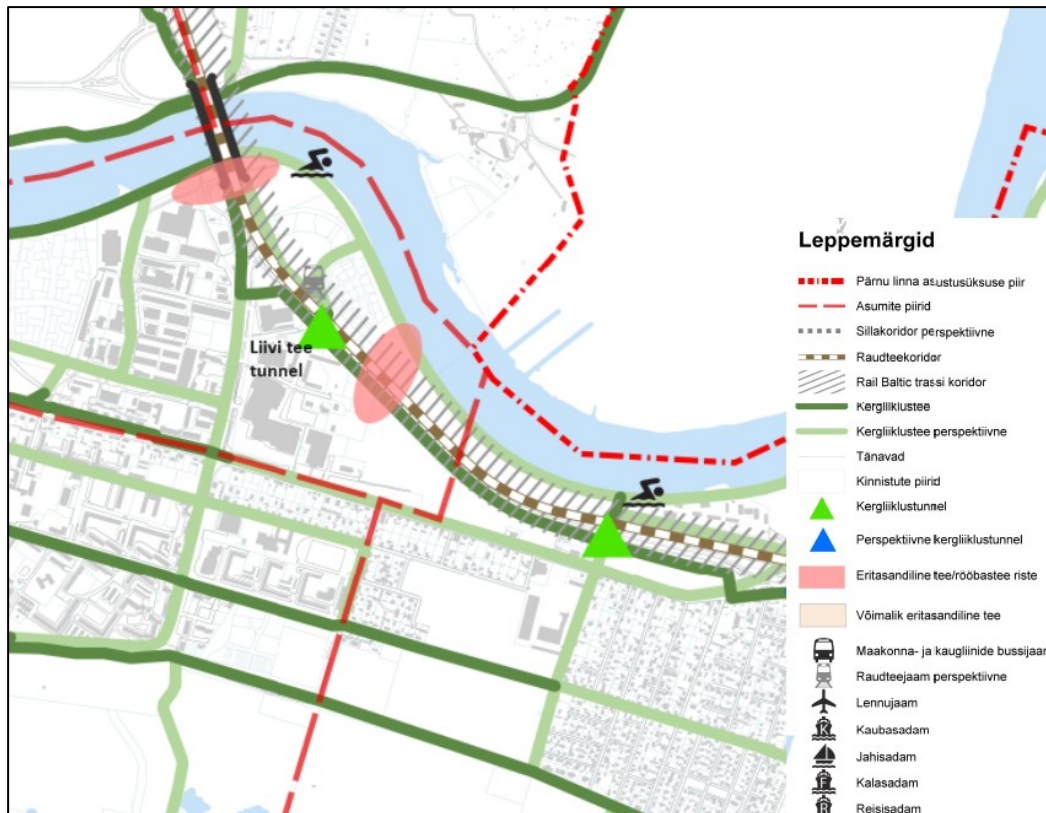 Liivi tee
tunnel
Leppemärgid
Pärnu linna asustusüksuse piir
Asumite piirid
Sillakoridor perspektiivne
Raudteekoridor
Rail Baltic trassi koridor
Kergliiklustee
Kergliiklustee perspektiivne
Tänavad
Kinnistute piirid
Kergliiklustunnel
Perspektiivne kergliiklustunnel
Eritasandiline tee/rööbastee riste
Võimalik eritasandiline tee
Maakonna- ja kaugliinide bussijaam
Raudteejaam perspektiivne
Lennujaam
K
Kaubasadam
Jahisadam
F
Kalasadam
R
Reisisadam